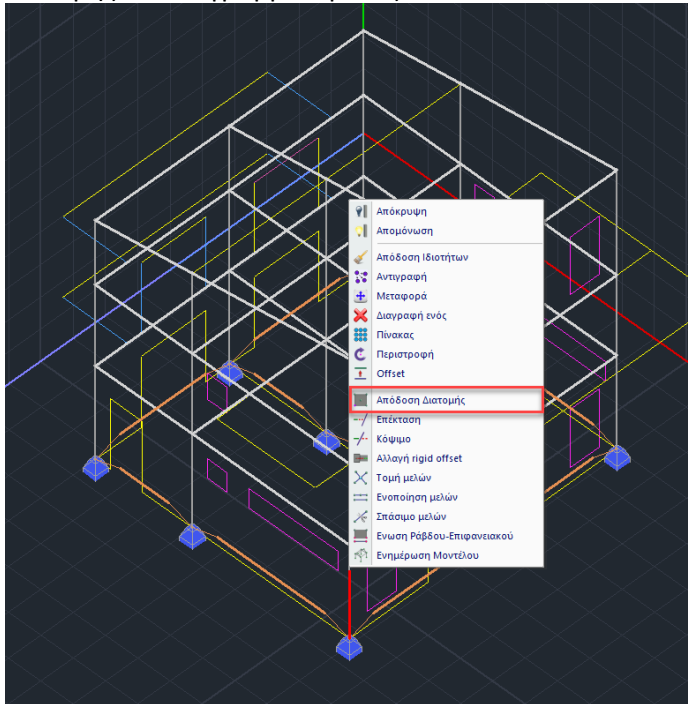 Απόκρυψη
Απομόνωση
Απόδοση Ιδιοτήτων
Αντιγραφή
Μεταφορά
Διαγραφή ενός
Πίνακας
Περιστροφή
Offset
Απόδοση Διατομής
Επέκταση
Κόψιμο
Αλλαγή rigid offset
Τομή μελών
Ενοποίηση μελών
Σπάσιμο μελών
Ενωση Ράβδου-Επιφανειακού
Ενημέρωση Μοντέλου